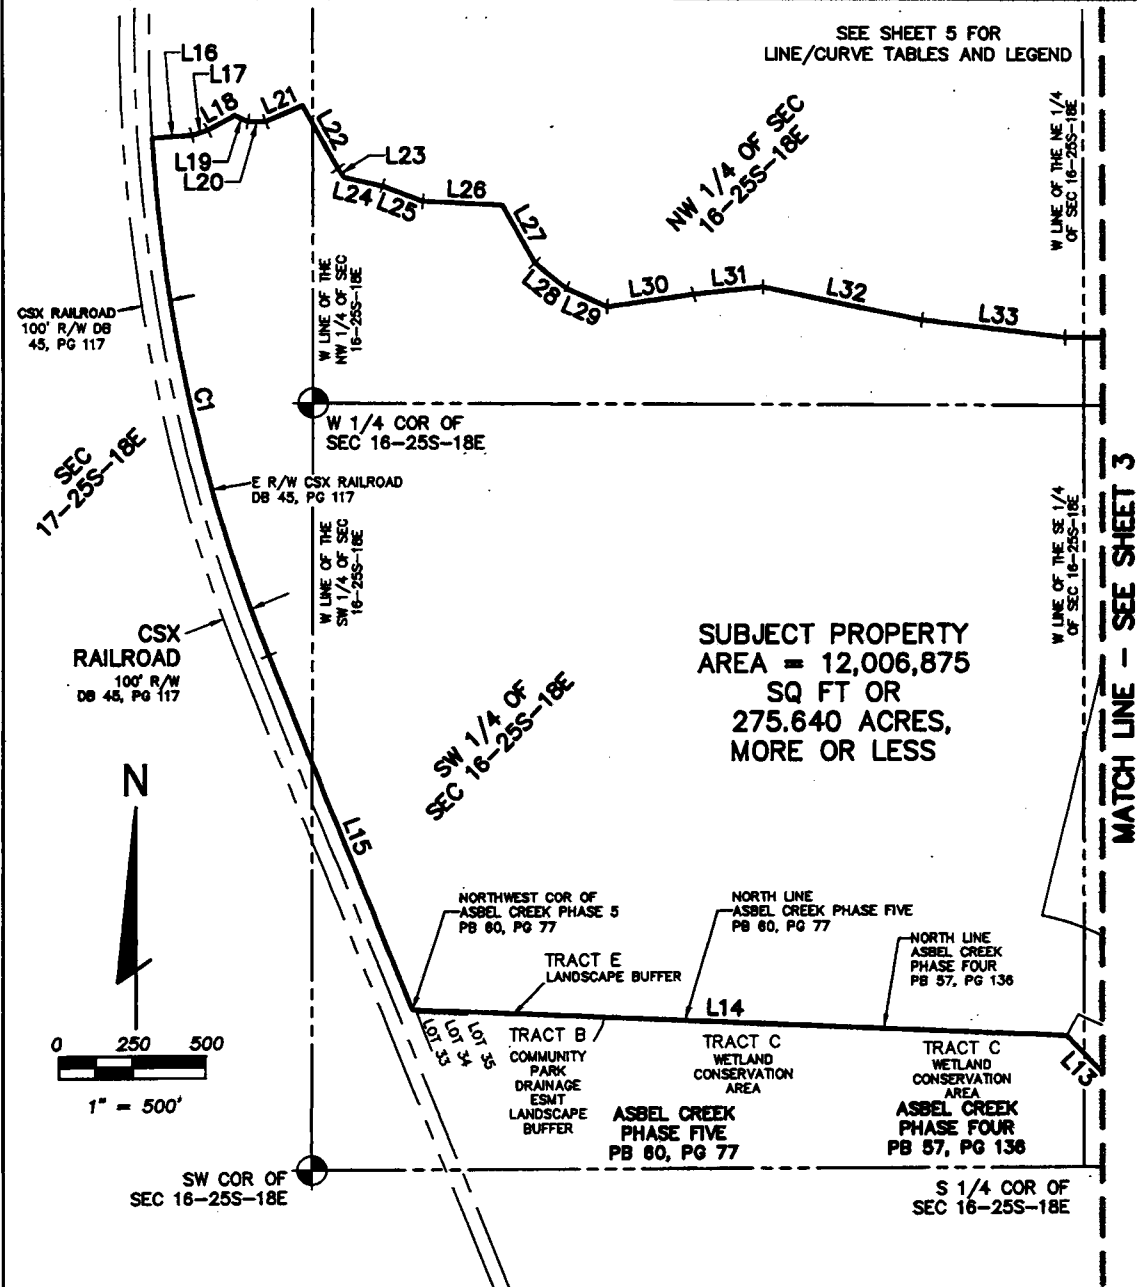 SEE SHEET 5 FOR
LINE/CURVE TABLES AND LEGEND
L16
L17
L18
L19
L20
L21
L22
L23
L24
L25
L26
L27
L28
L29
L30
L31
L32
L33
NW 1/4 OF SEC
16-25S-18E
W LINE OF THE NE 1/4
OF SEC 16-25S-18E
W LINE OF THE
NW 1/4 OF SEC
16-25S-18E
CSX RAILROAD
100' R/W DB
45, PG 117
C1
W 1/4 COR OF
SEC 16-25S-18E
SEC
17-25S-18E
E R/W CSX RAILROAD
DB 45, PG 117
W LINE OF THE
SW 1/4 OF SEC
16-25S-18E
W LINE OF THE SE 1/4
OF SEC 16-25S-18E
MATCH LINE - SEE SHEET 3
CSX
RAILROAD
100' R/W
DB 45, PG 117
SUBJECT PROPERTY
AREA = 12,006,875
SQ FT OR
275.640 ACRES,
MORE OR LESS
SW 1/4 OF
SEC 16-25S-18E
N
L15
NORTHWEST COR OF
ASBEL CREEK PHASE 5
PB 60, PG 77
NORTH LINE
ASBEL CREEK PHASE FIVE
PB 60, PG 77
NORTH LINE
ASBEL CREEK
PHASE FOUR
PB 57, PG 136
TRACT E
LANDSCAPE BUFFER
L14
L13
LOT 33
LOT 34
LOT 35
TRACT B
COMMUNITY
PARK
DRAINAGE
ESMT
LANDSCAPE
BUFFER
TRACT C
WETLAND
CONSERVATION
AREA
TRACT C
WETLAND
CONSERVATION
AREA
ASBEL CREEK
PHASE FIVE
PB 60, PG 77
ASBEL CREEK
PHASE FOUR
PB 57, PG 136
0 250 500
1" = 500'
SW COR OF
SEC 16-25S-18E
S 1/4 COR OF
SEC 16-25S-18E